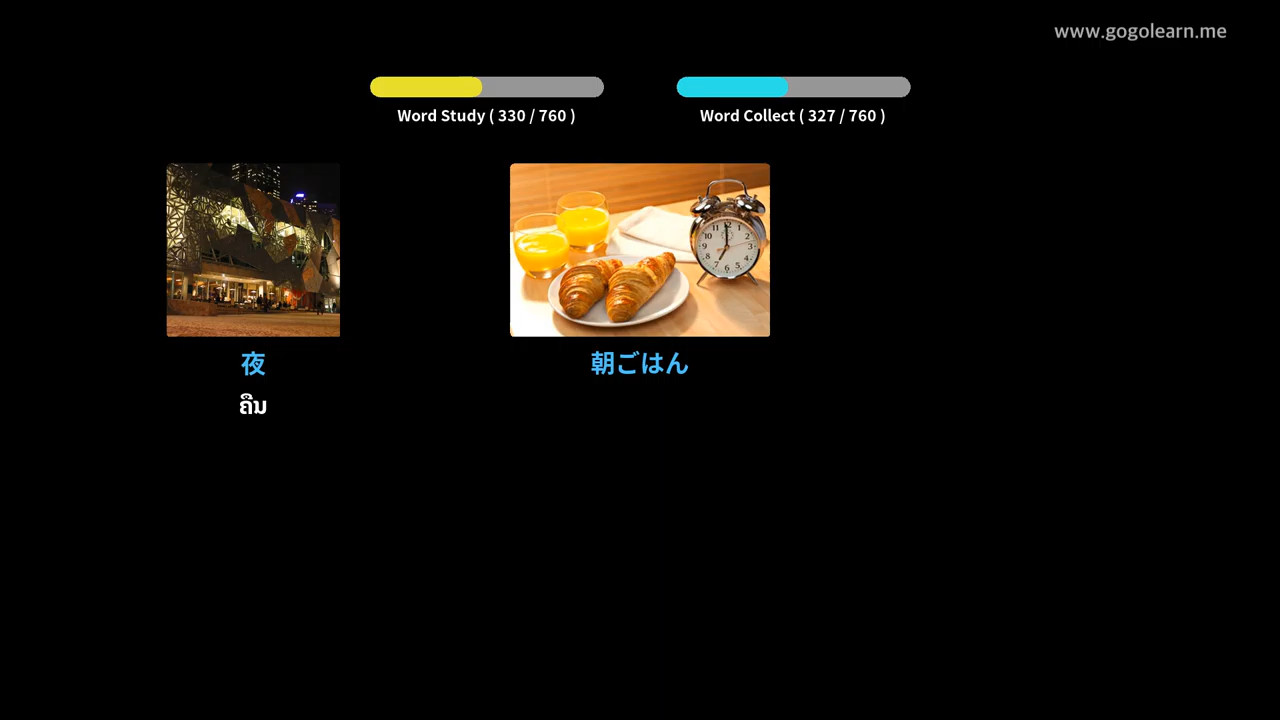 www.gogolearn.me
Word Study ( 330 / 760 )
Word Collect ( 327 / 760 )
夜
朝ごはん
ຄືນ